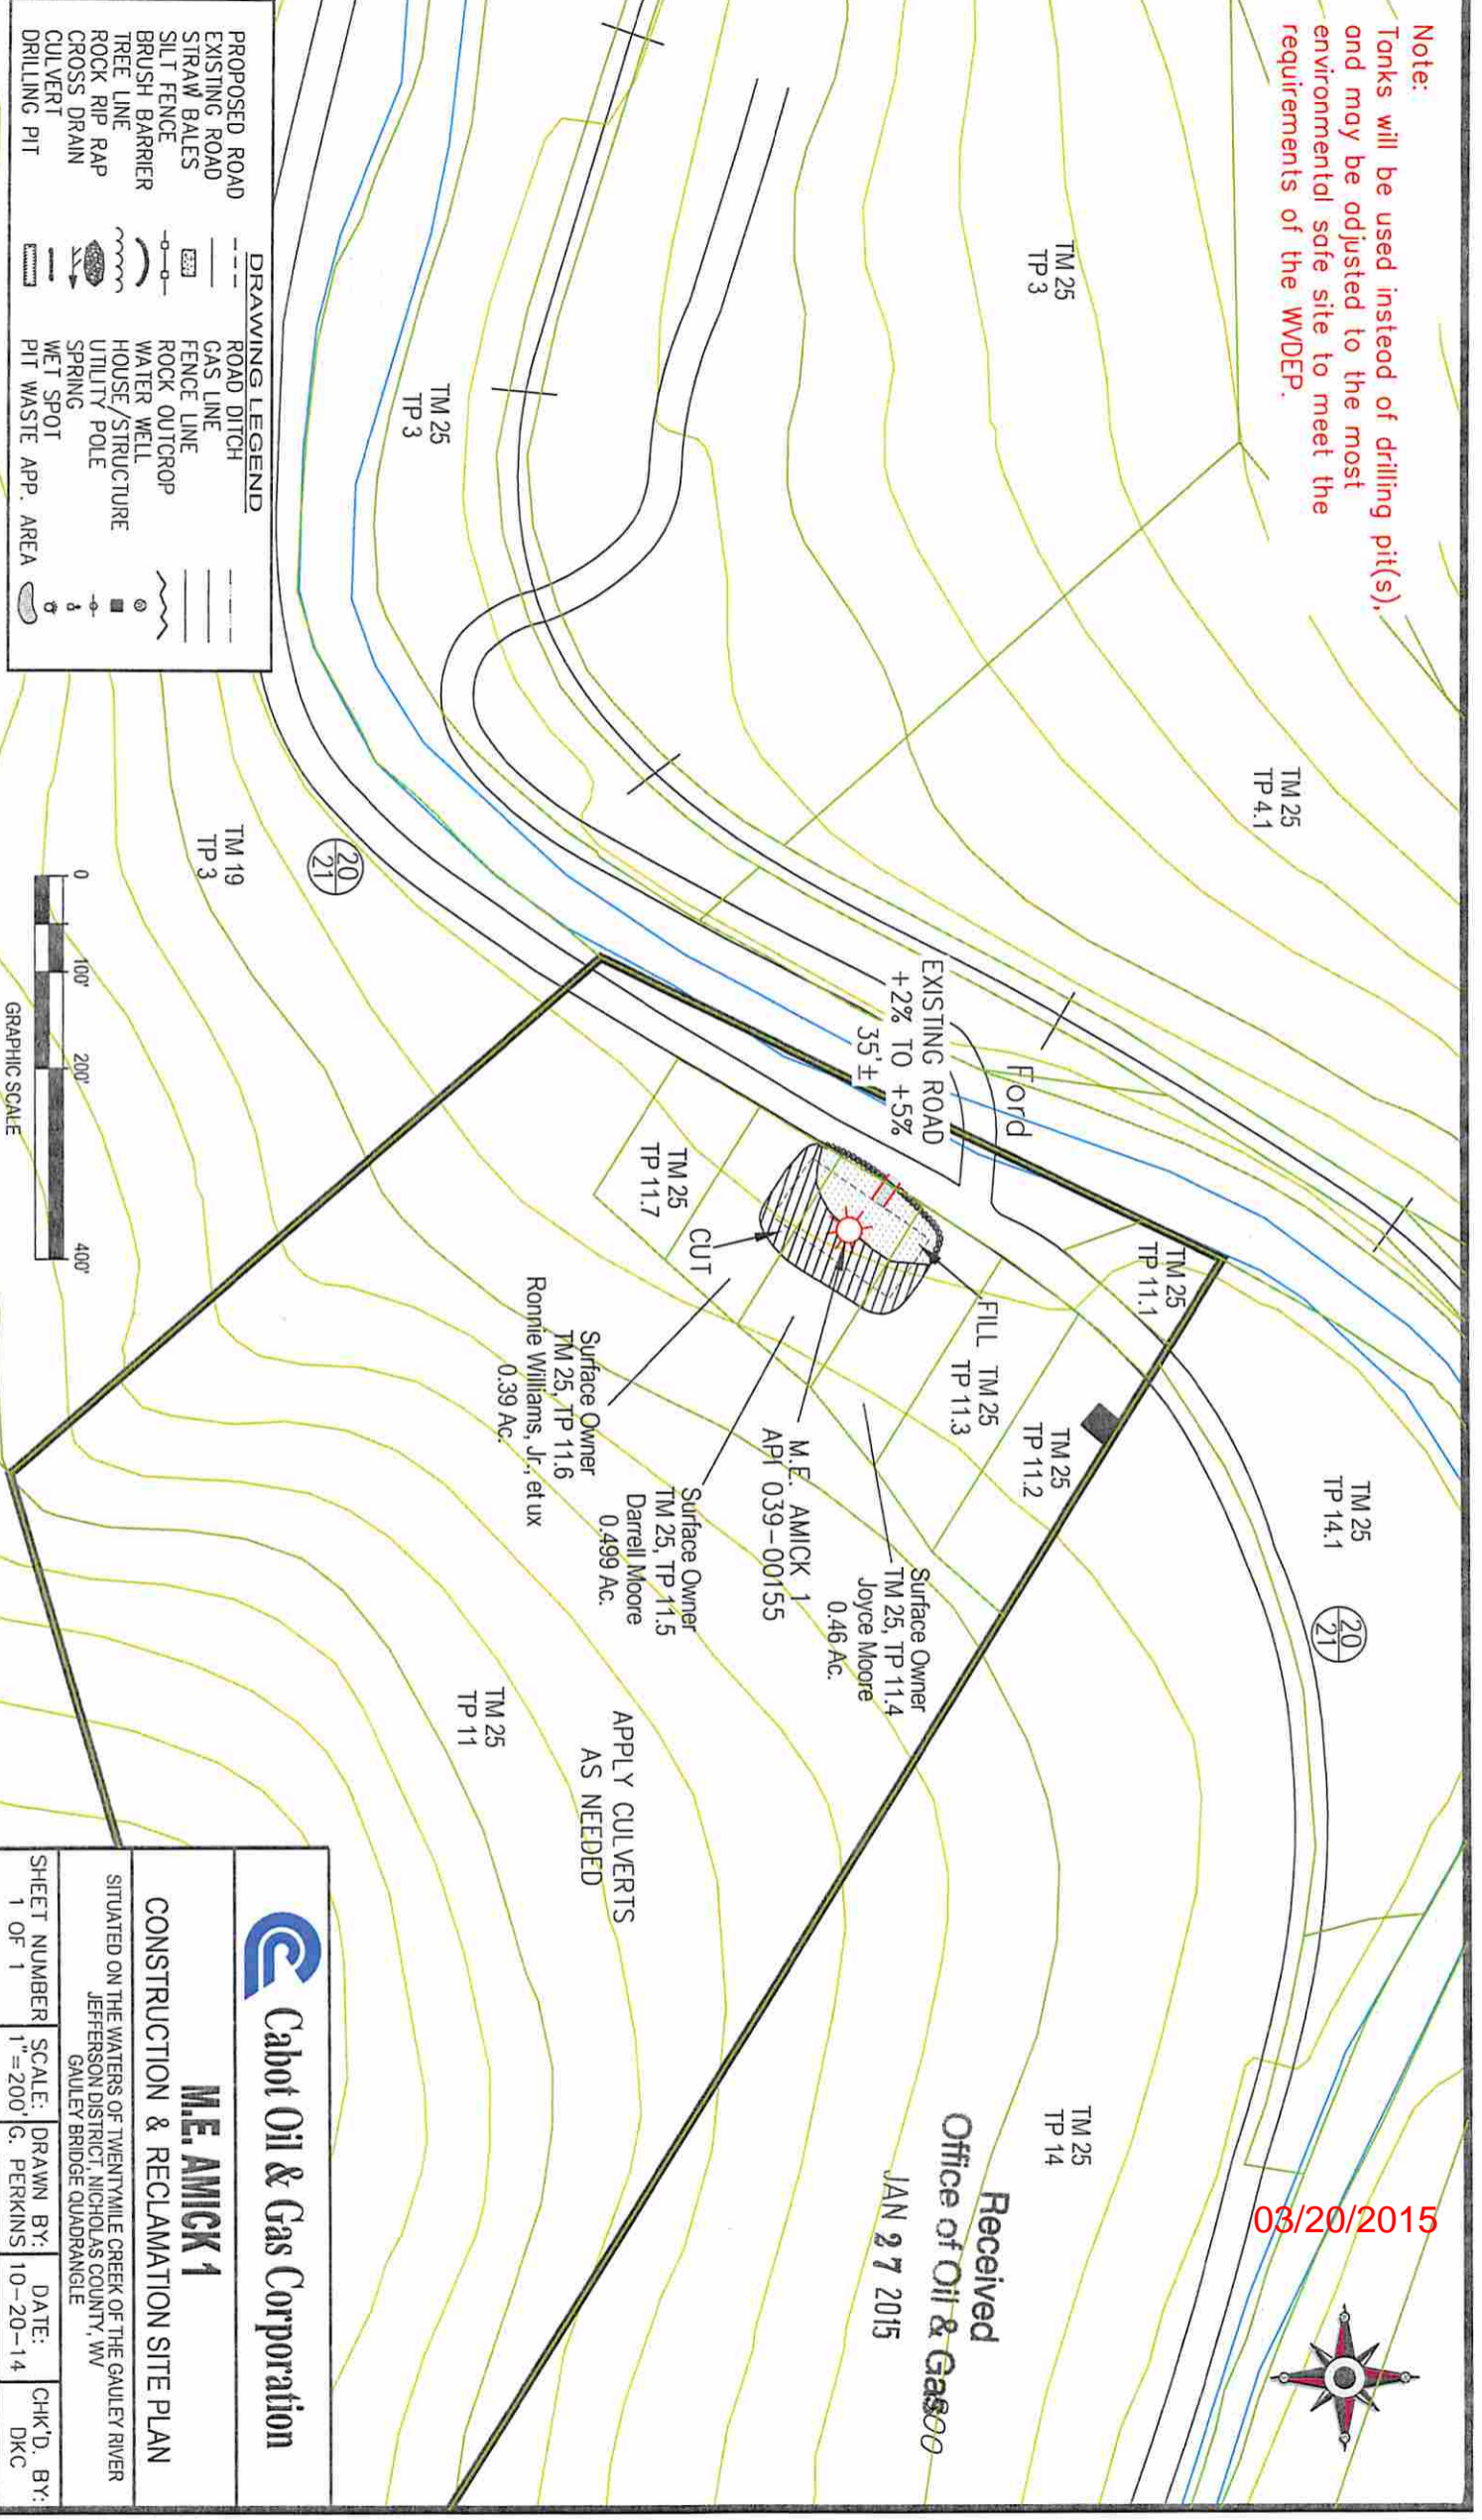 Note:
Tanks will be used instead of drilling pit(s),
and may be adjusted to the most
environmental safe site to meet the
requirements of the WVDEP.
TM 25
TP 3
TM 25
TP 3
TM 25
TP 4.1
TM 19
TP 3
20
21
EXISTING ROAD
+2% TO +5%
35'±
Ford
TM 25
TP 11.7
CUT
FILL
TM 25
TP 11.3
TM 25
TP 11.1
TM 25
TP 11.2
TM 25
TP 14.1
20
21
M.E. AMICK 1
API 039-00155
Surface Owner
TM 25, TP 11.6
Ronnie Williams, Jr., et ux
0.39 Ac.
Surface Owner
TM 25, TP 11.5
Darrell Moore
0.499 Ac.
Surface Owner
TM 25, TP 11.4
Joyce Moore
0.46 Ac.
TM 25
TP 11
APPLY CULVERTS
AS NEEDED
TM 25
TP 14
Received
Office of Oil & Gas
JAN 27 2015
03/20/2015
DRAWING LEGEND
PROPOSED ROAD
EXISTING ROAD
STRAW BALES
SILT FENCE
BRUSH BARRIER
TREE LINE
ROCK RIP RAP
CROSS DRAIN
CULVERT
DRILLING PIT
ROAD DITCH
GAS LINE
FENCE LINE
ROCK OUTCROP
WATER WELL
HOUSE/STRUCTURE
UTILITY POLE
SPRING
WET SPOT
PIT WASTE APP. AREA
0 100' 200' 400'
GRAPHIC SCALE
Cabot Oil & Gas Corporation
M.E. AMICK 1
CONSTRUCTION & RECLAMATION SITE PLAN
SITUATED ON THE WATERS OF TWENTYMILE CREEK OF THE GAULEY RIVER
JEFFERSON DISTRICT, NICHOLAS COUNTY, WV
GAULEY BRIDGE QUADRANGLE
SHEET NUMBER
1 OF 1
SCALE:
1"=200'
DRAWN BY:
G. PERKINS
DATE:
10-20-14
CHK'D. BY:
DKC